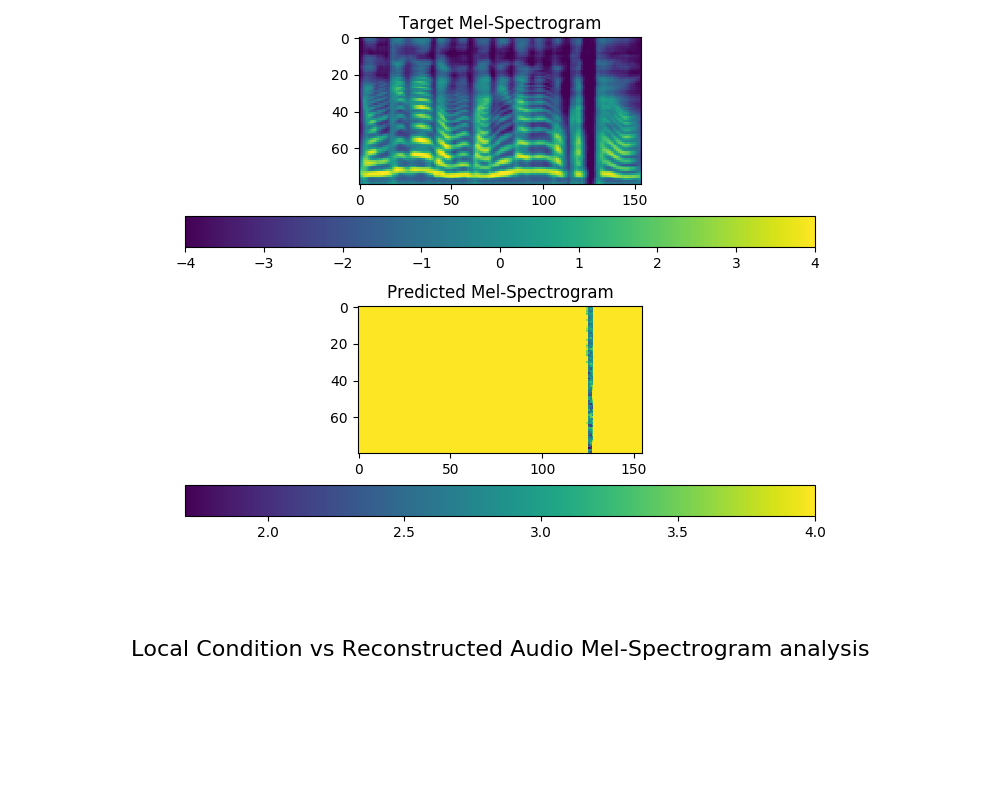 Target Mel-Spectrogram
0
20
40
60
0 50 100 150
−4 −3 −2 −1 0 1 2 3 4
Predicted Mel-Spectrogram
0
20
40
60
0 50 100 150
2.0 2.5 3.0 3.5 4.0
Local Condition vs Reconstructed Audio Mel-Spectrogram analysis